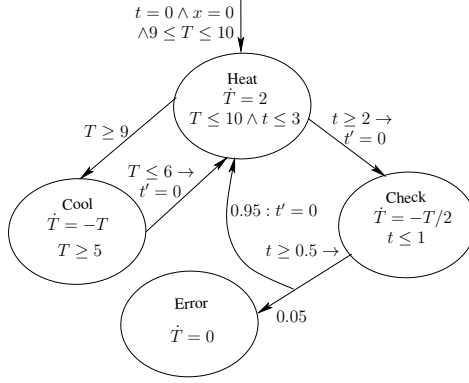 t = 0 ∧ x = 0
∧9 ≤ T ≤ 10
Heat
Ṫ = 2
T ≤ 10 ∧ t ≤ 3
T ≥ 9
t ≥ 2 →
t′ = 0
T ≤ 6 →
t′ = 0
Cool
Ṫ = −T
T ≥ 5
0.95 : t′ = 0
Check
Ṫ = −T/2
t ≤ 1
t ≥ 0.5 →
Error
Ṫ = 0
0.05